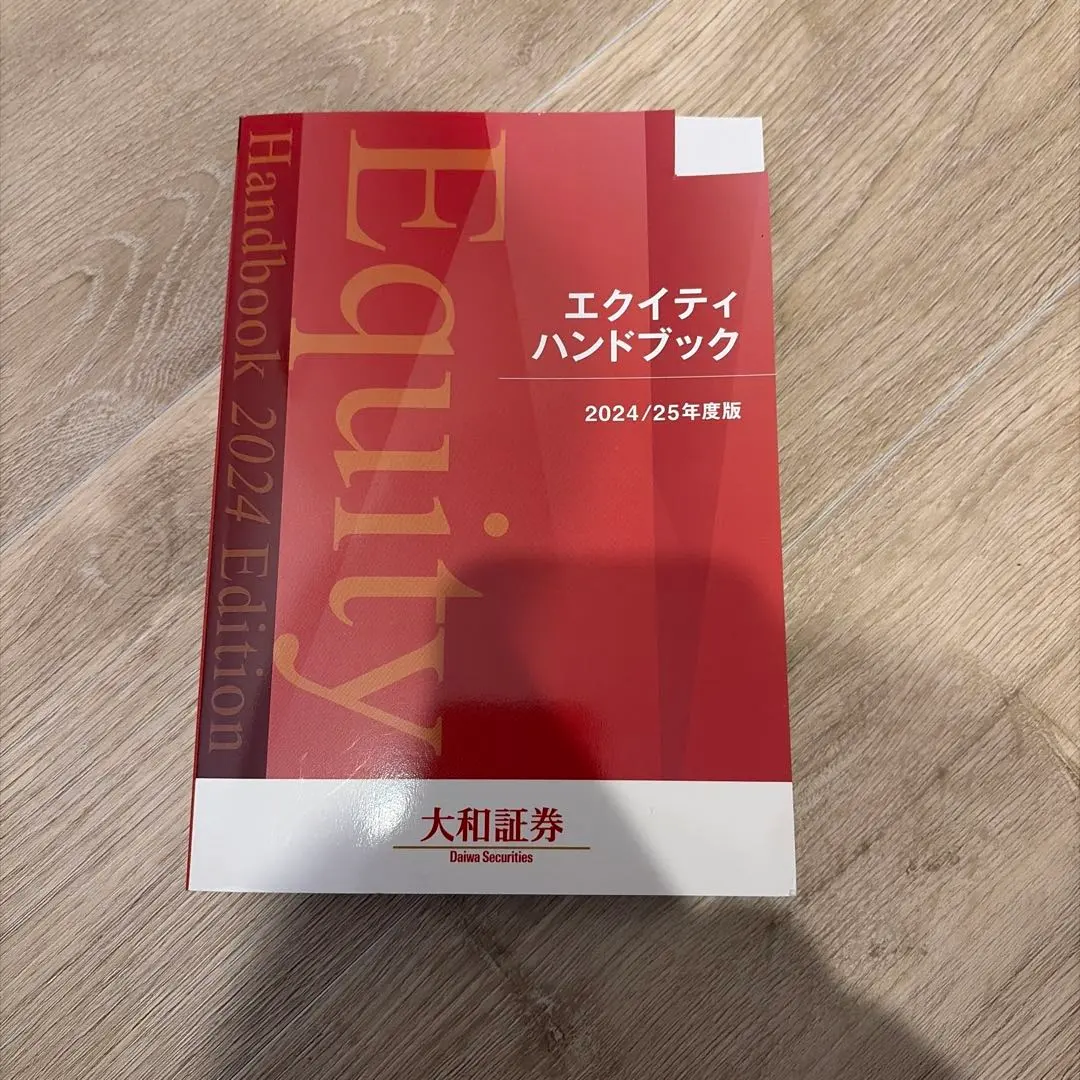 エクイティ
ハンドブック
2024/25年度版
Equity
Handbook 2024 Edition
大和証券
Daiwa Securities